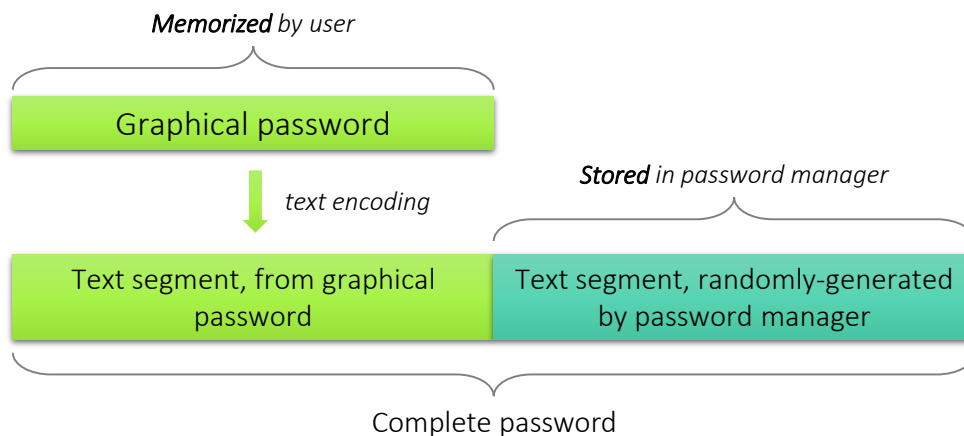 Memorized by user
Graphical password
Stored in password manager
text encoding
Text segment, from graphical
password
Text segment, randomly-generated
by password manager
Complete password